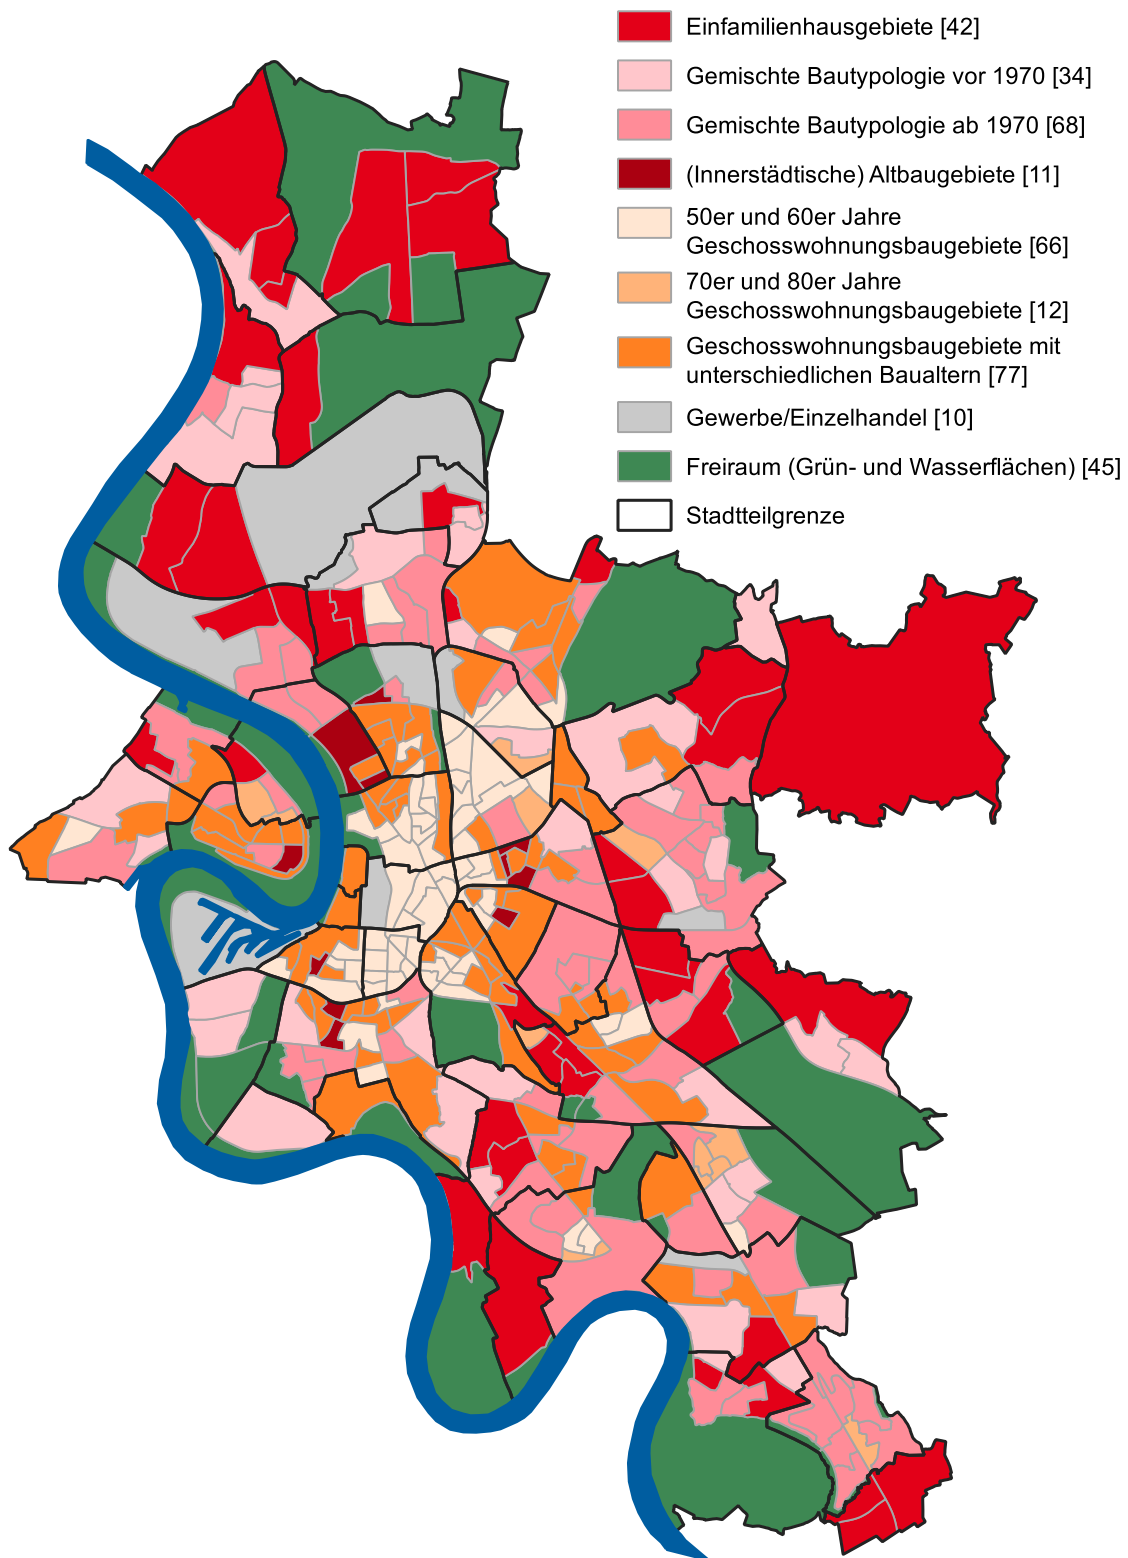 Einfamilienhausgebiete [42]
Gemischte Bautypologie vor 1970 [34]
Gemischte Bautypologie ab 1970 [68]
(Innerstädtische) Altbaugebiete [11]
50er und 60er Jahre
Geschosswohnungsbaugebiete [66]
70er und 80er Jahre
Geschosswohnungsbaugebiete [12]
Geschosswohnungsbaugebiete mit
unterschiedlichen Baualtern [77]
Gewerbe/Einzelhandel [10]
Freiraum (Grün- und Wasserflächen) [45]
Stadtteilgrenze